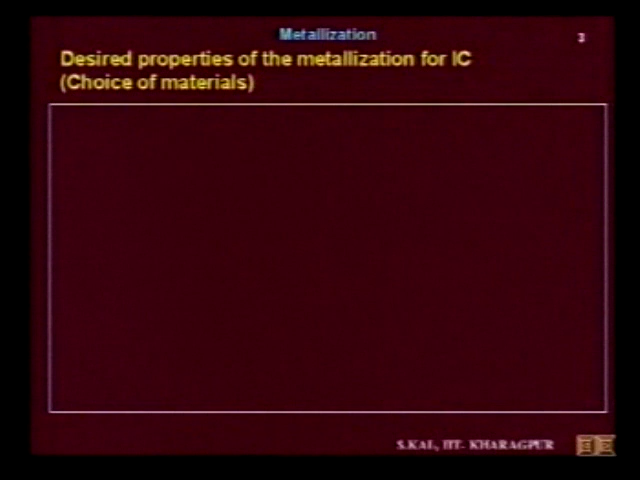 Metallization
3
Desired properties of the metallization for IC
(Choice of materials)
S.KAL, IIT- KHARAGPUR